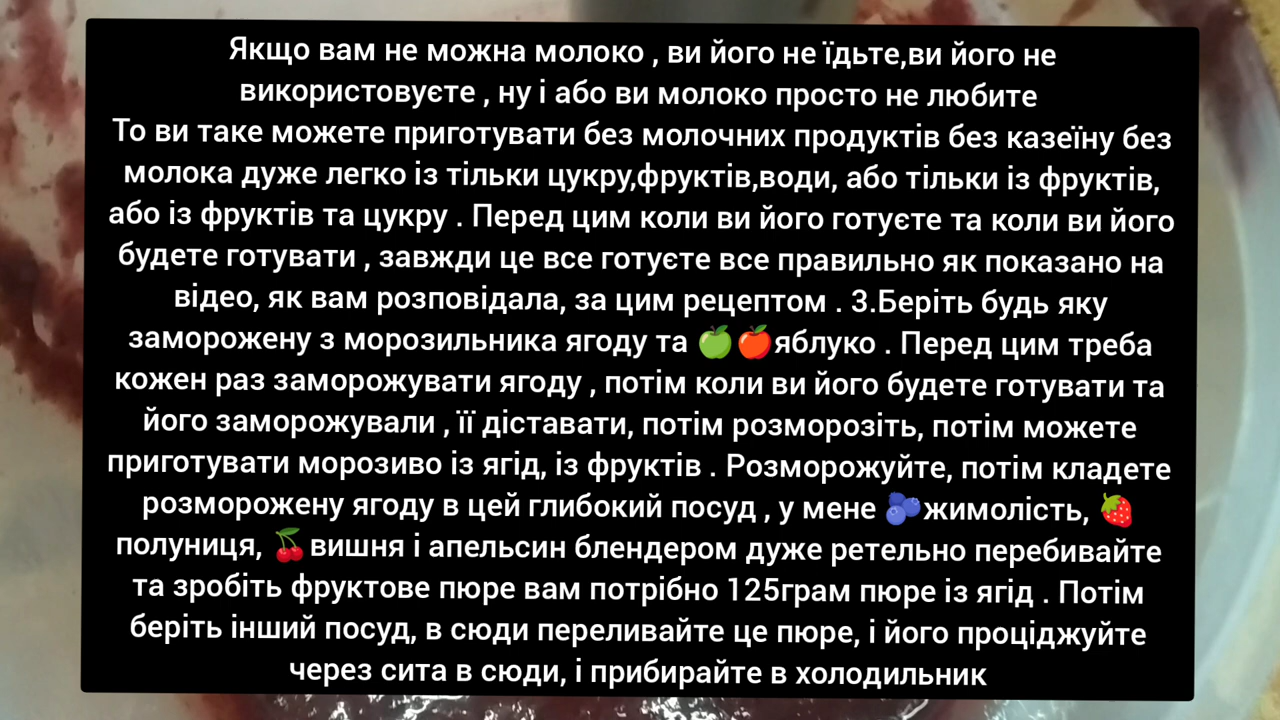 Якщо вам не можна молоко , ви його не їдьте,ви його не
використовуєте , ну і або ви молоко просто не любите
То ви таке можете приготувати без молочних продуктів без казеїну без
молока дуже легко із тільки цукру,фруктів,води, або тільки із фруктів,
або із фруктів та цукру . Перед цим коли ви його готуєте та коли ви його
будете готувати , завжди це все готуєте все правильно як показано на
відео, як вам розповідала, за цим рецептом . 3.Беріть будь яку
заморожену з морозильника ягоду та 🍏🍎яблуко . Перед цим треба
кожен раз заморожувати ягоду , потім коли ви його будете готувати та
його заморожували , її діставати, потім розморозіть, потім можете
приготувати морозиво із ягід, із фруктів . Розморожуйте, потім кладете
розморожену ягоду в цей глибокий посуд , у мене 🫐жимолість, 🍓
полуниця, 🍒вишня і апельсин блендером дуже ретельно перебивайте
та зробіть фруктове пюре вам потрібно 125грам пюре із ягід . Потім
беріть інший посуд, в сюди переливайте це пюре, і його проціджуйте
через сита в сюди, і прибирайте в холодильник